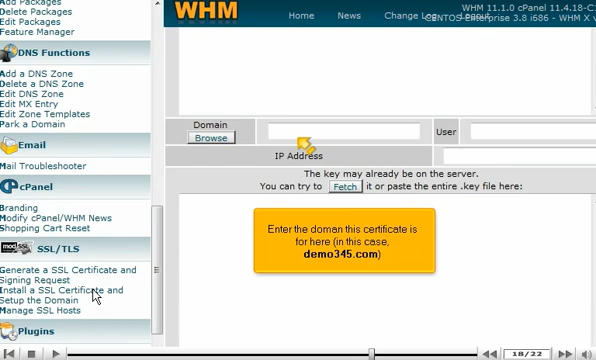 Add Packages
Delete Packages
Edit Packages
Feature Manager
DNS Functions
Add a DNS Zone
Delete a DNS Zone
Edit DNS Zone
Edit MX Entry
Edit Zone Templates
Park a Domain
Email
Mail Troubleshooter
cPanel
Branding
Modify cPanel/WHM News
Shopping Cart Reset
mod SSL
SSL/TLS
Generate a SSL Certificate and
Signing Request
Install a SSL Certificate and
Setup the Domain
Manage SSL Hosts
Plugins
WHM
Home News Change Log Logout
WHM 11.1.0 cPanel 11.4.18-C1
CENTOS Enterprise 3.8 i686 - WHM X v
Domain
Browse
User
IP Address
The key may already be on the server.
You can try to Fetch it or paste the entire .key file here:
Enter the doman this certificate is
for here (in this case,
demo345.com)
18/22